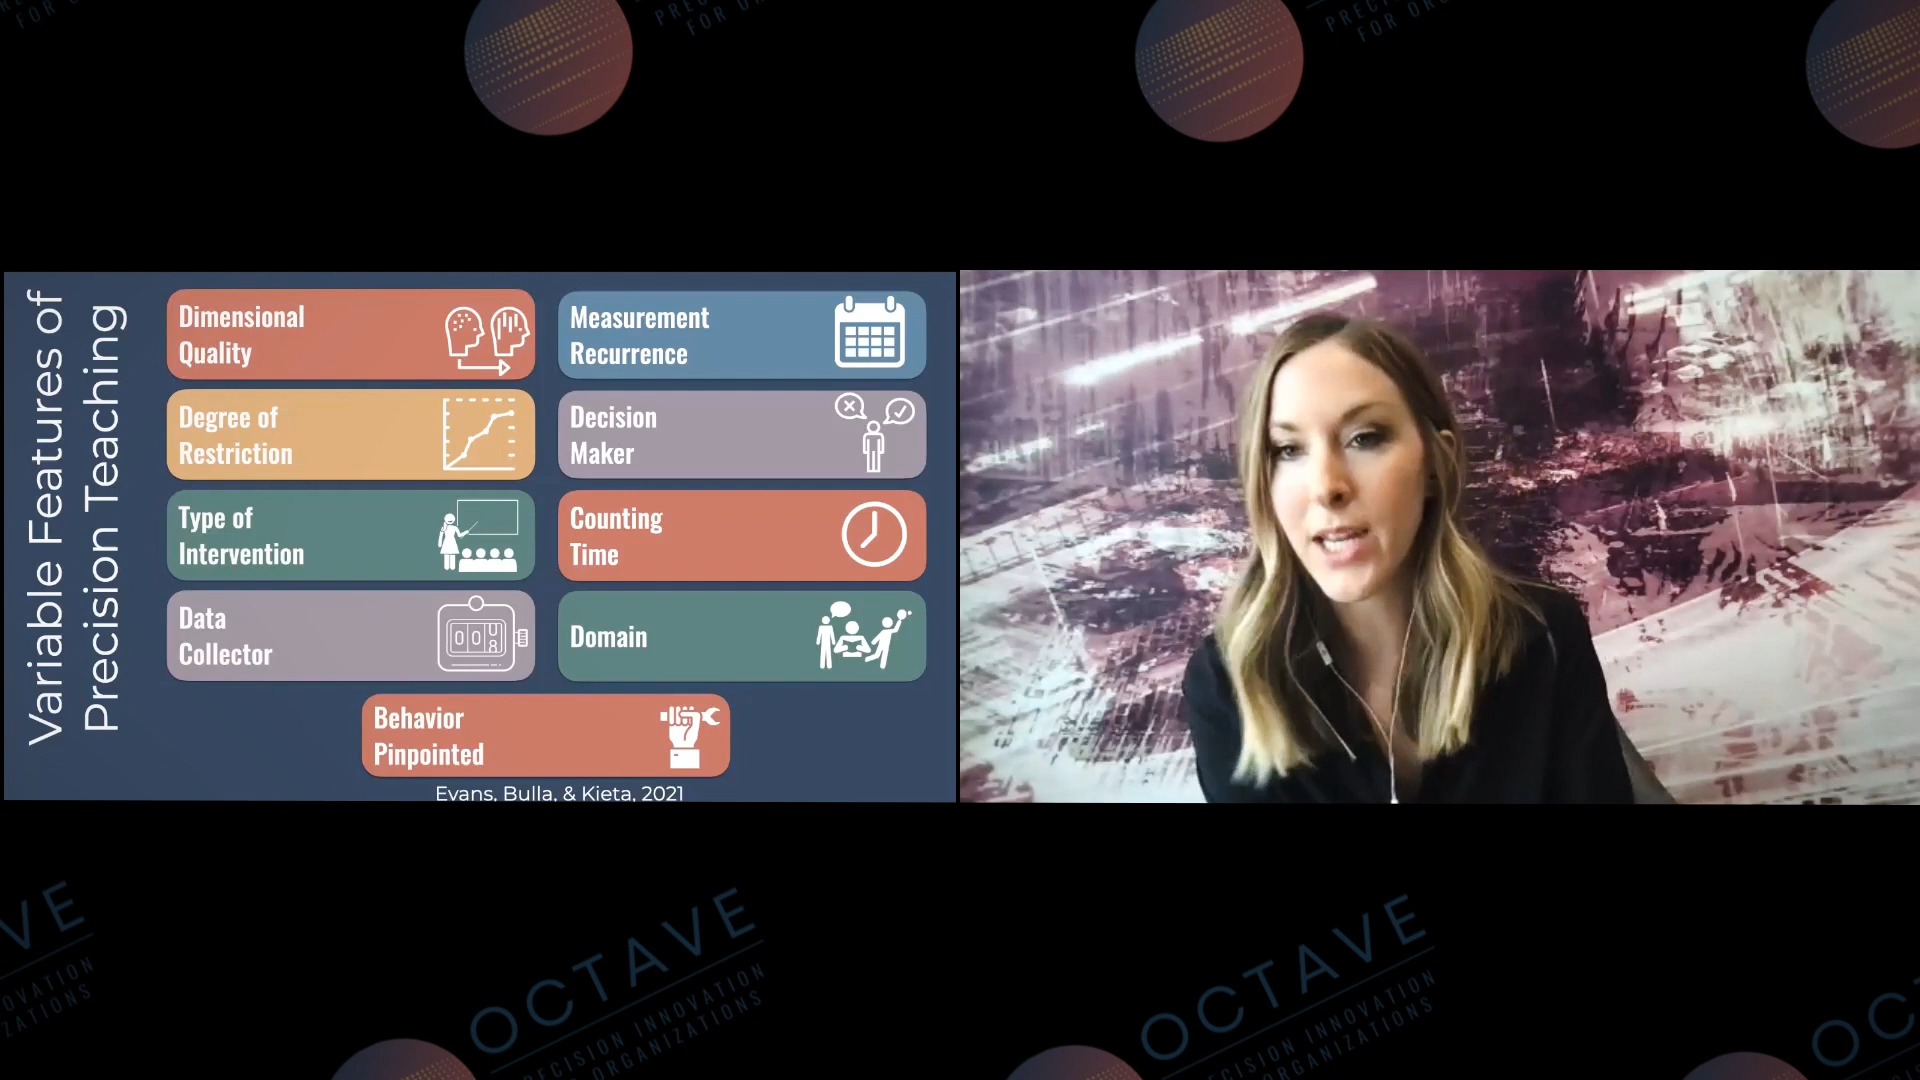 Variable Features of
Precision Teaching
Dimensional
Quality
Measurement
Recurrence
Degree of
Restriction
Decision
Maker
Type of
Intervention
Counting
Time
Data
Collector
Domain
Behavior
Pinpointed
Evans, Bulla, & Kieta, 2021
OCTAVE
PRECISION INNOVATION
ORGANIZATIONS
OCTAVE
PRECISION INNOVATION
ORGANIZATIONS